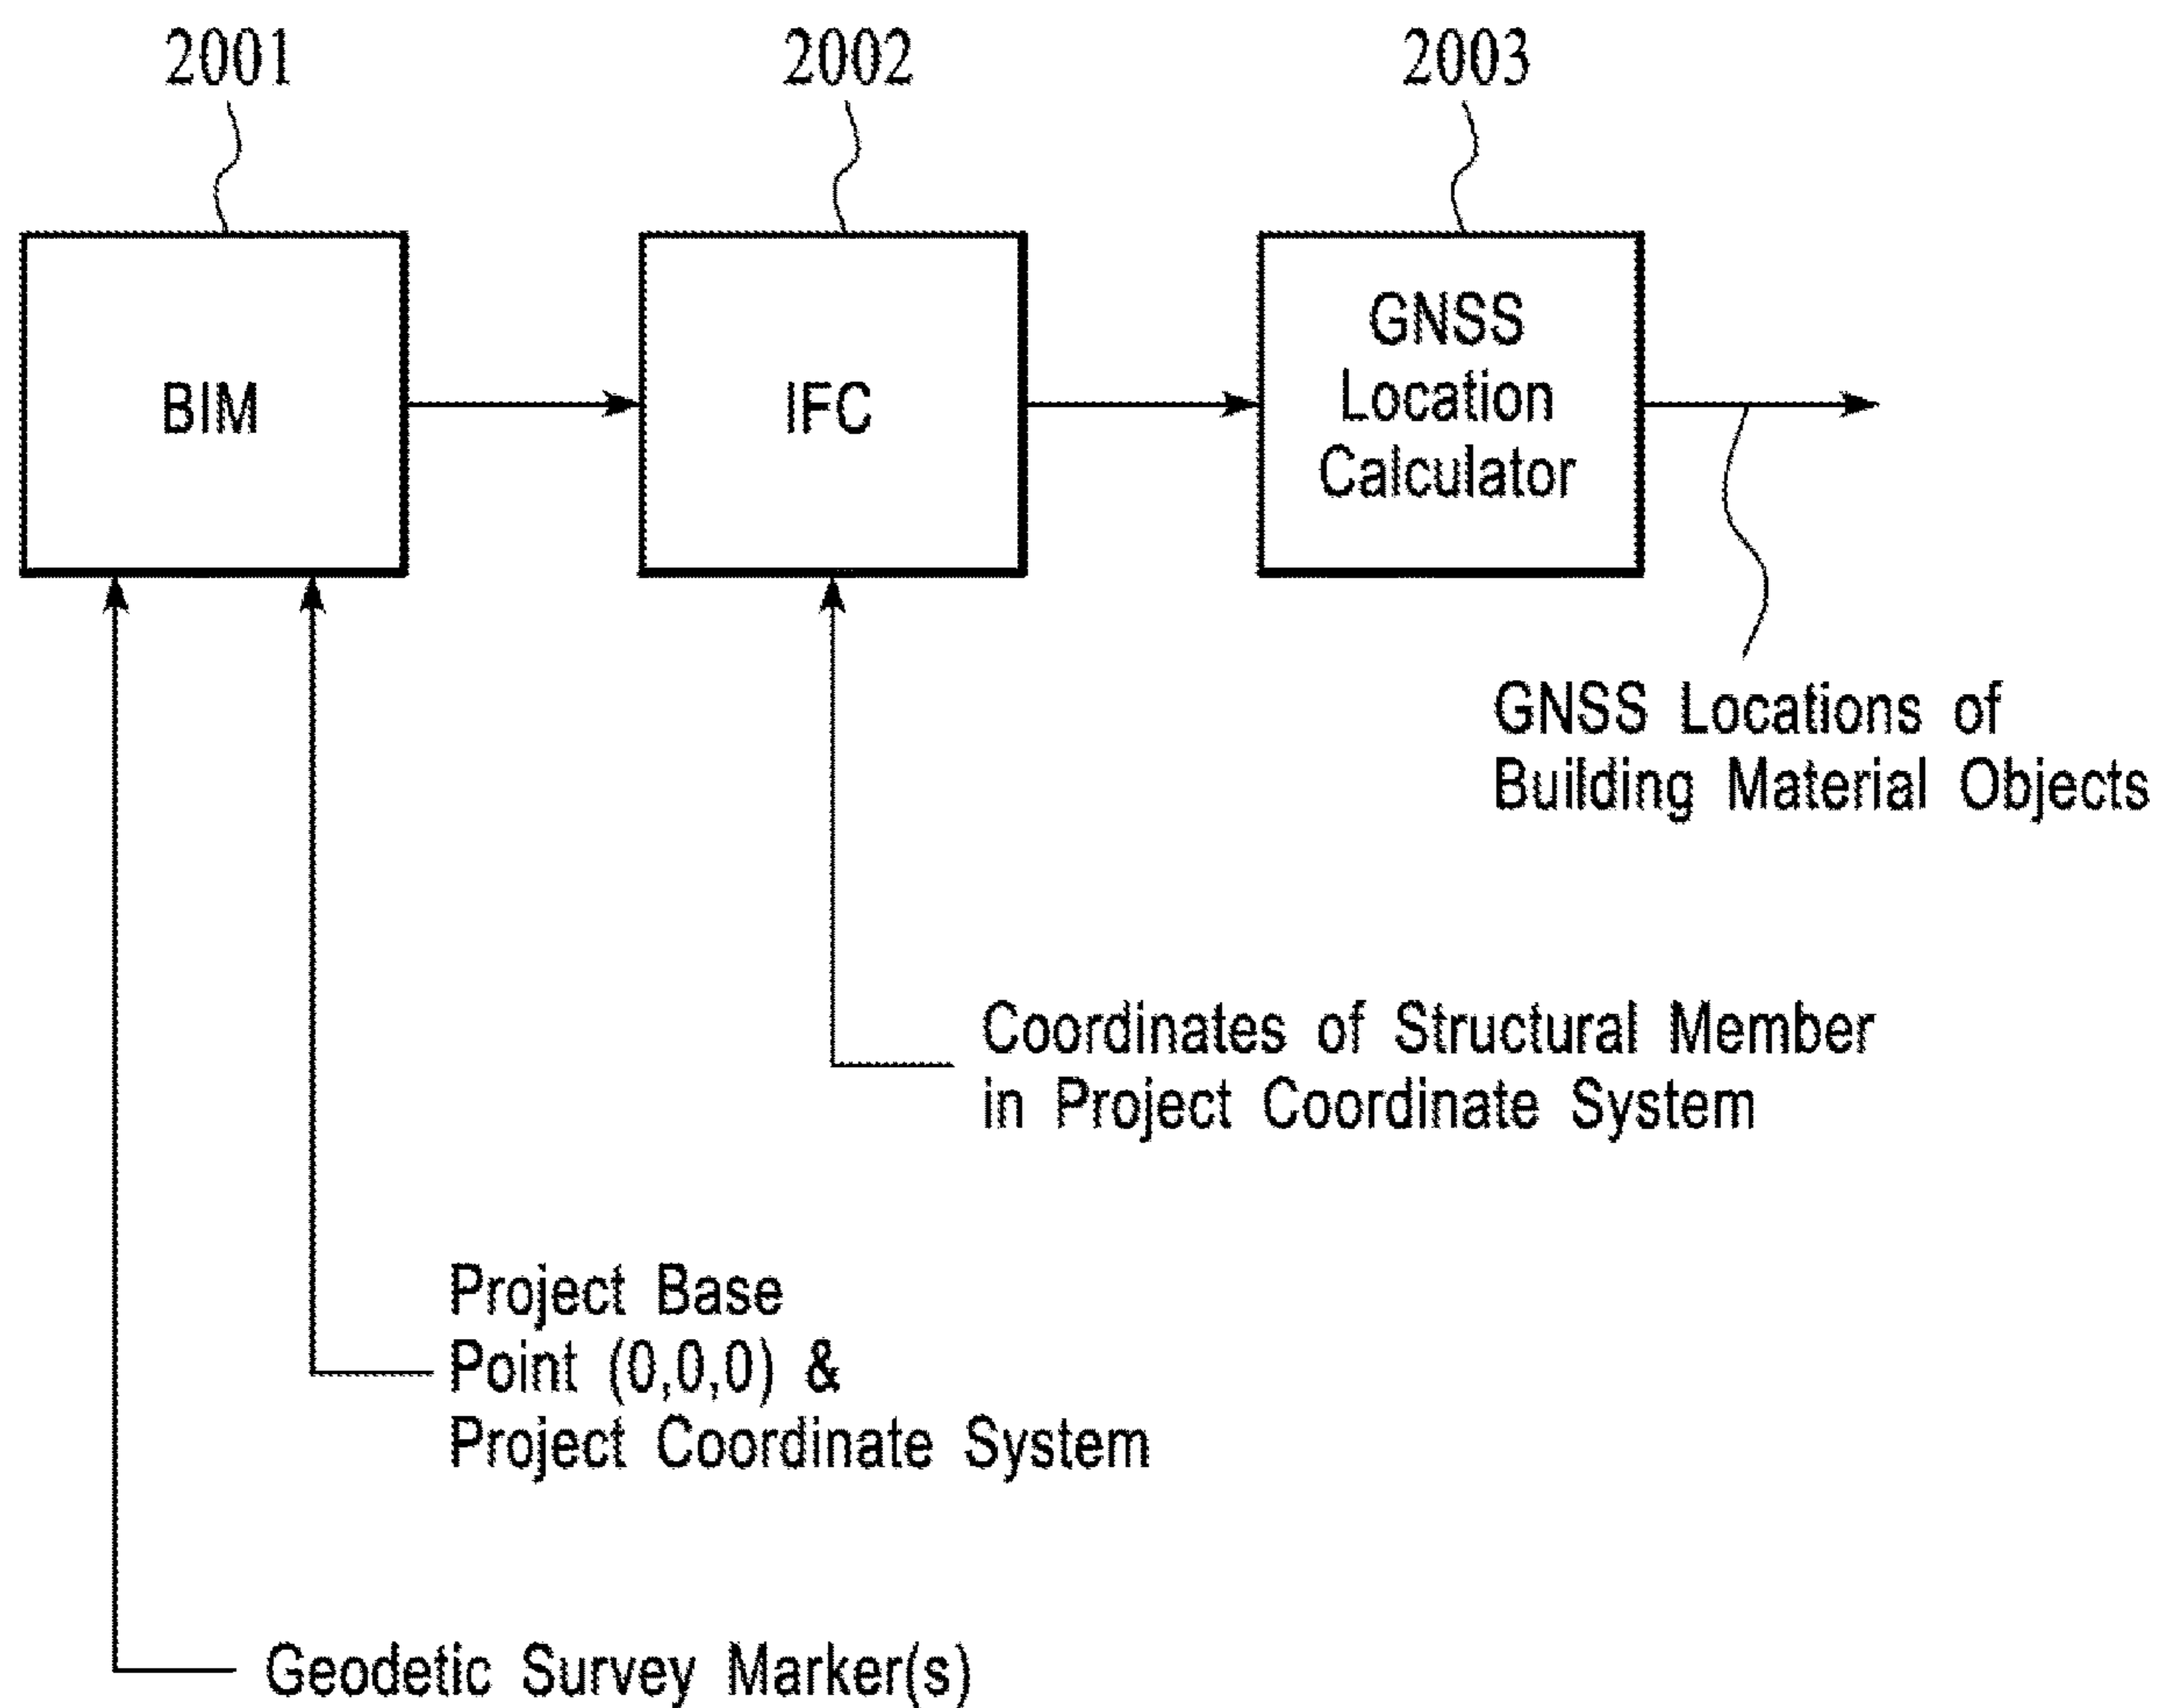 2001
2002
2003
BIM
IFC
GNSS
Location
Calculator
GNSS Locations of
Building Material Objects
Coordinates of Structural Member
in Project Coordinate System
Project Base
Point (0,0,0) &
Project Coordinate System
Geodetic Survey Marker(s)